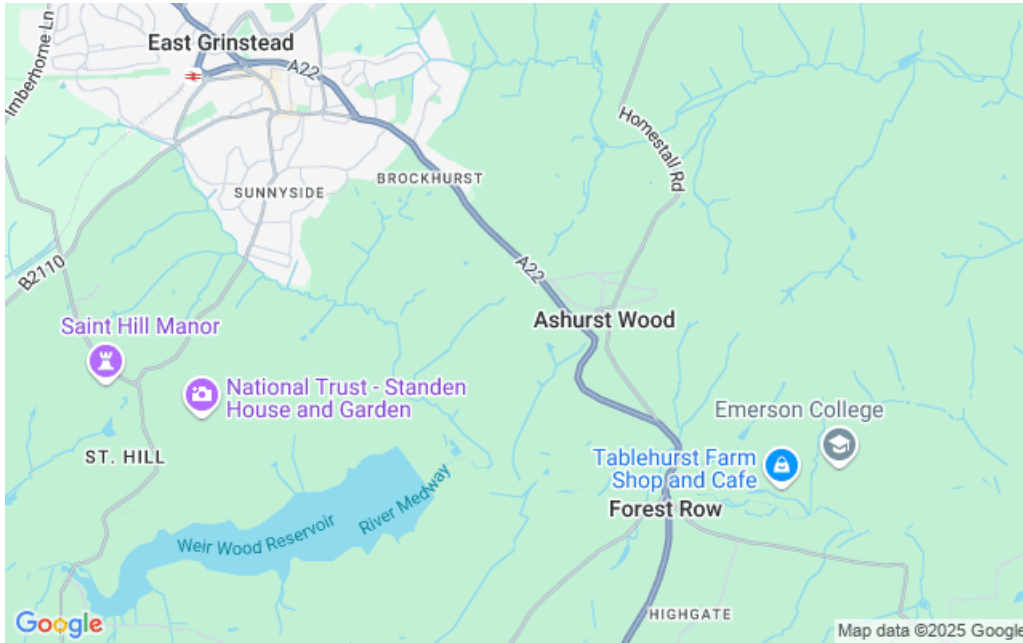 Imberhorne Ln
East Grinstead
A22
Homestall Rd
BROCKHURST
SUNNYSIDE
B2110
A22
Saint Hill Manor
Ashurst Wood
National Trust - Standen
House and Garden
Emerson College
ST. HILL
Tablehurst Farm
Shop and Cafe
River Medway
Forest Row
Weir Wood Reservoir
HIGHGATE
Google
Map data ©2025 Google